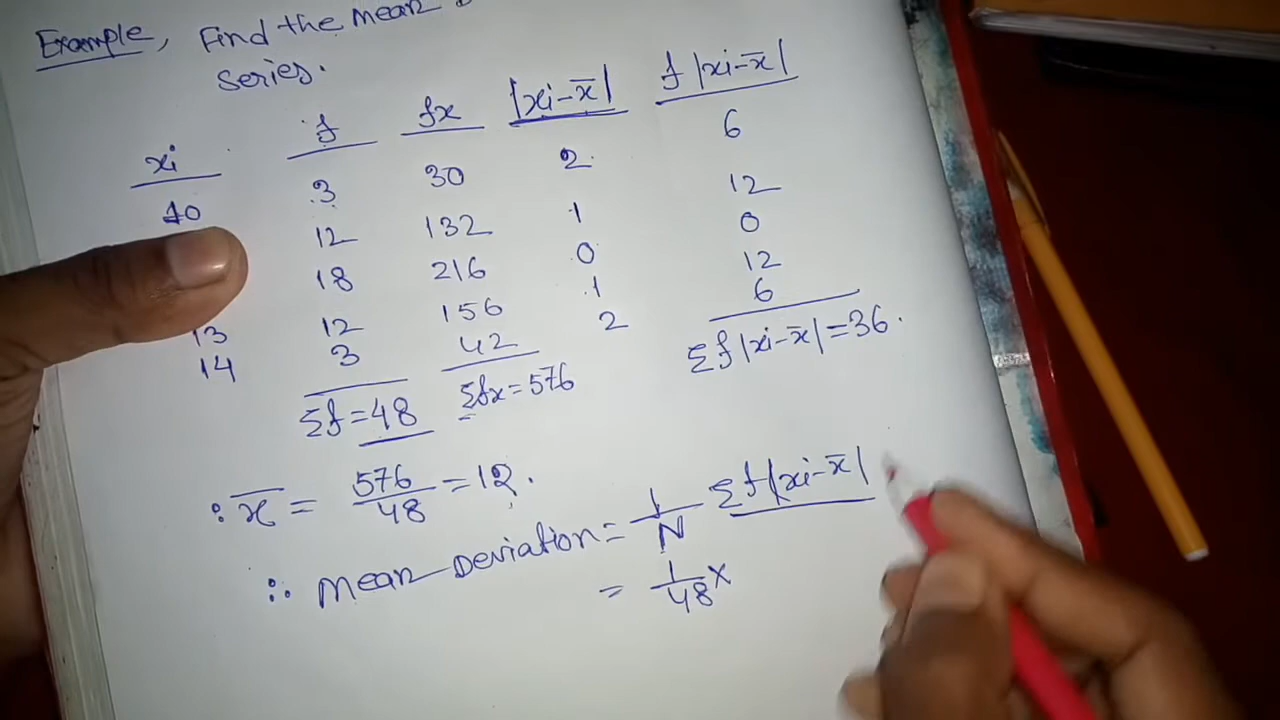 Example, Find the mean
series.
xi f fx |xi-x̄| f |xi-x̄|
10 3 30 2 6
12 132 1 12
18 216 0 0
13 12 156 1 12
14 3 42 2 6
Σf=48 Σfx=576 Σf|xi-x̄|=36.
∴ x̄ = 576/48 = 12.
∴ Mean Deviation = 1/N Σf|xi-x̄|
= 1/48 ×